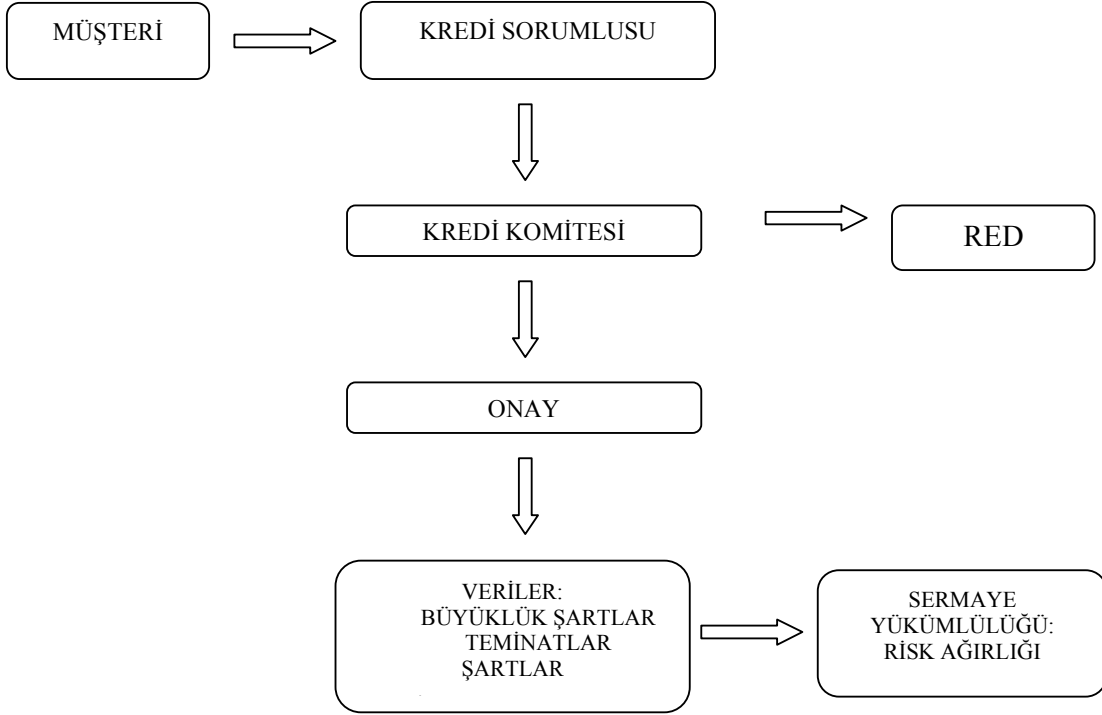 MÜŞTERİ
KREDİ SORUMLUSU
KREDİ KOMİTESİ
RED
ONAY
VERİLER:
BÜYÜKLÜK ŞARTLAR
TEMİNATLAR
ŞARTLAR
SERMAYE
YÜKÜMLÜLÜĞÜ:
RİSK AĞIRLIĞI